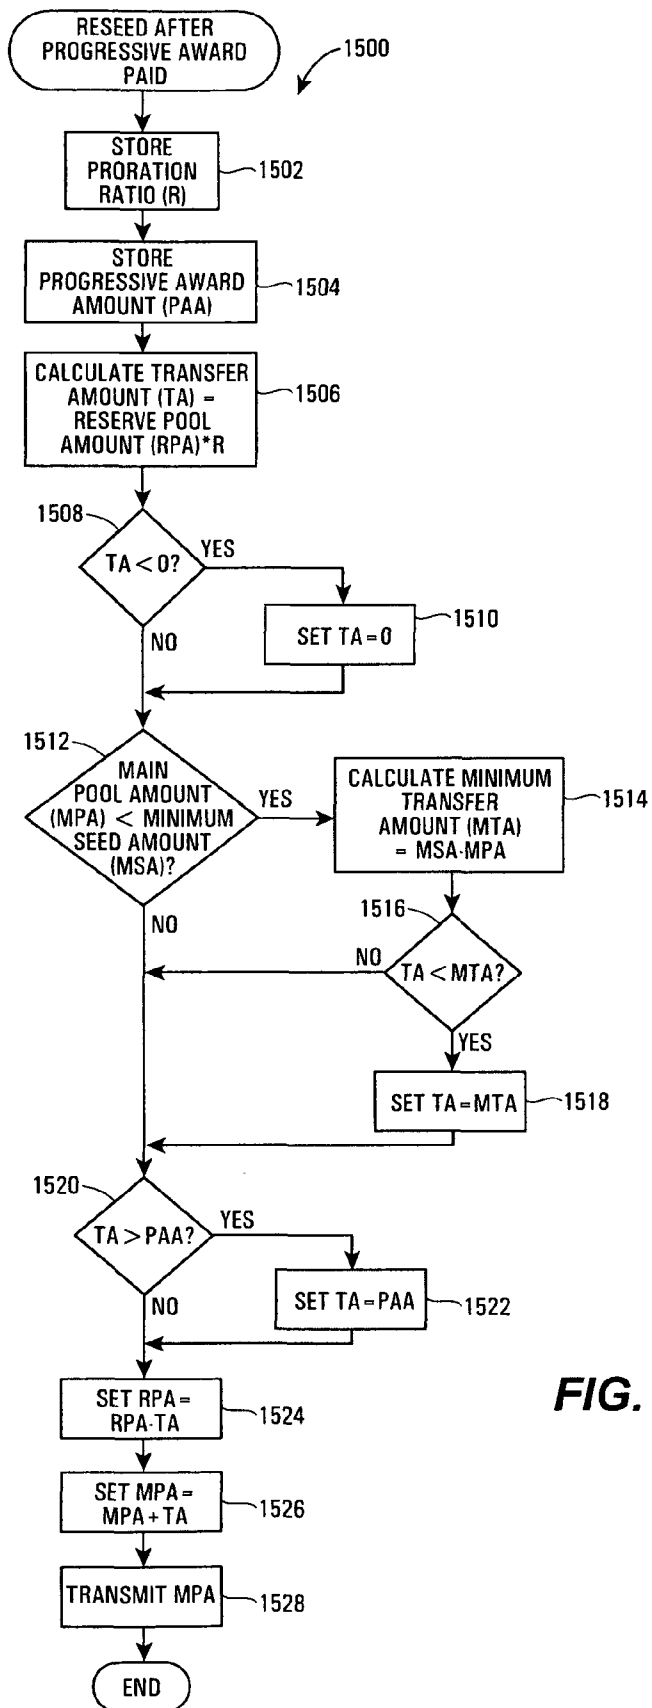 RESEED AFTER
PROGRESSIVE AWARD
PAID
1500
STORE
PRORATION
RATIO (R)
1502
STORE
PROGRESSIVE AWARD
AMOUNT (PAA)
1504
CALCULATE TRANSFER
AMOUNT (TA) =
RESERVE POOL
AMOUNT (RPA)*R
1506
1508
TA < 0?
YES
NO
SET TA = 0
1510
1512
MAIN
POOL AMOUNT
(MPA) < MINIMUM
SEED AMOUNT
(MSA)?
YES
NO
CALCULATE MINIMUM
TRANSFER
AMOUNT (MTA)
= MSA-MPA
1514
1516
TA < MTA?
NO
YES
SET TA = MTA
1518
1520
TA > PAA?
YES
NO
SET TA = PAA
1522
SET RPA =
RPA-TA
1524
SET MPA =
MPA + TA
1526
TRANSMIT MPA
1528
END
FIG.